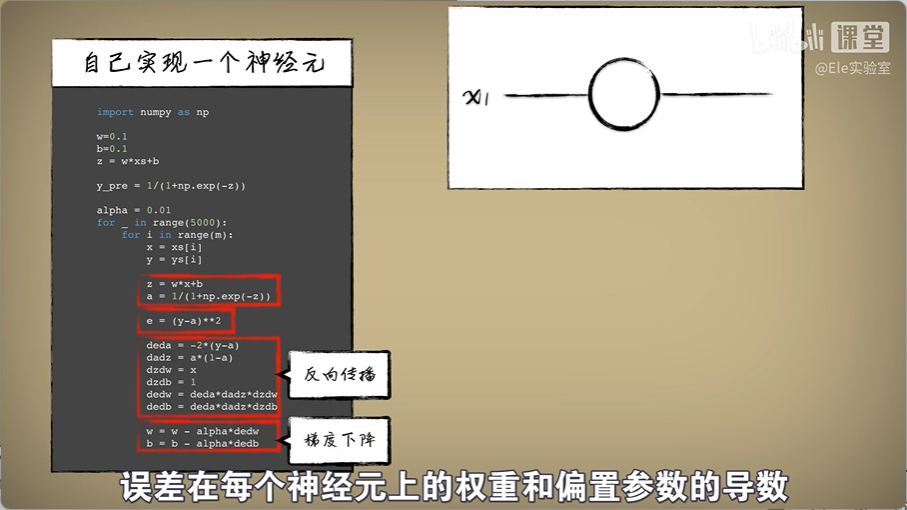 自己实现一个神经元
import numpy as np
w=0.1
b=0.1
z = w*xs+b
y_pre = 1/(1+np.exp(-z))
alpha = 0.01
for _ in range(5000):
for i in range(m):
x = xs[i]
y = ys[i]
z = w*x+b
a = 1/(1+np.exp(-z))
e = (y-a)**2
deda = -2*(y-a)
dadz = a*(1-a)
dzdw = x
dzdb = 1
dedw = deda*dadz*dzdw
dedb = deda*dadz*dzdb
w = w - alpha*dedw
b = b - alpha*dedb
反向传播
梯度下降
x1
bilibili 课堂
@Ele实验室
误差在每个神经元上的权重和偏置参数的导数